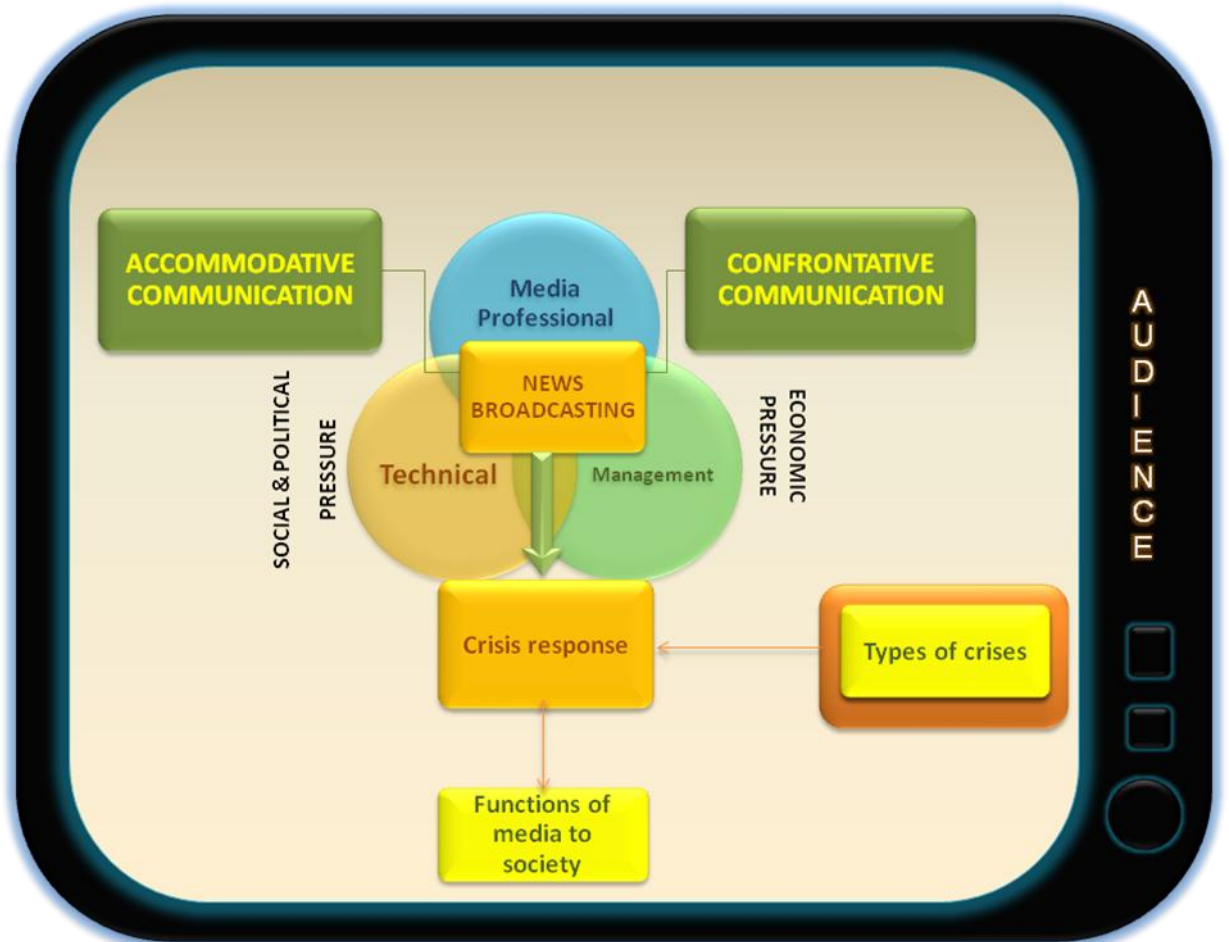 ACCOMMODATIVE
COMMUNICATION
Media
Professional
CONFRONTATIVE
COMMUNICATION
NEWS
BROADCASTING
SOCIAL & POLITICAL
PRESSURE
Technical
Management
ECONOMIC
PRESSURE
AUDIENCE
Crisis response
Types of crises
Functions of
media to
society